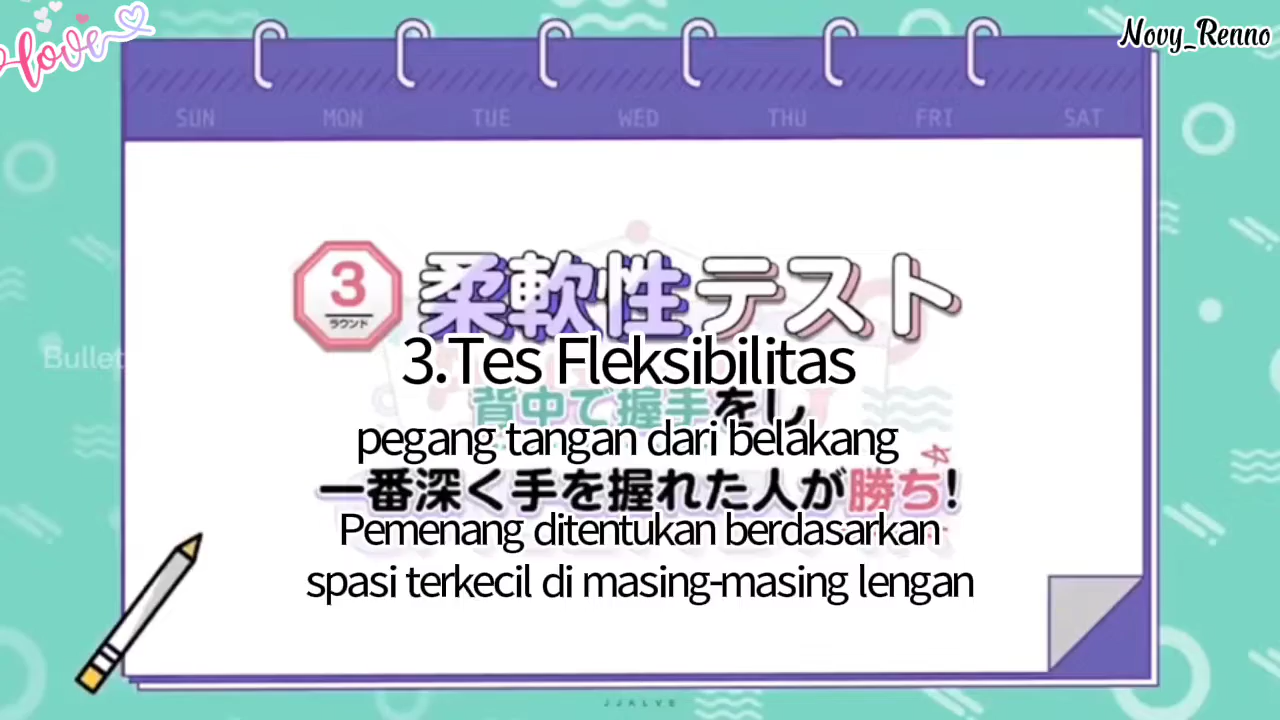 love
Novy_Renno
SUN MON TUE WED THU FRI SAT
3
ラウンド
柔軟性テスト
3.Tes Fleksibilitas
Bullet
背中で握手をし
pegang tangan dari belakang
一番深く手を握れた人が勝ち!
Pemenang ditentukan berdasarkan
spasi terkecil di masing-masing lengan